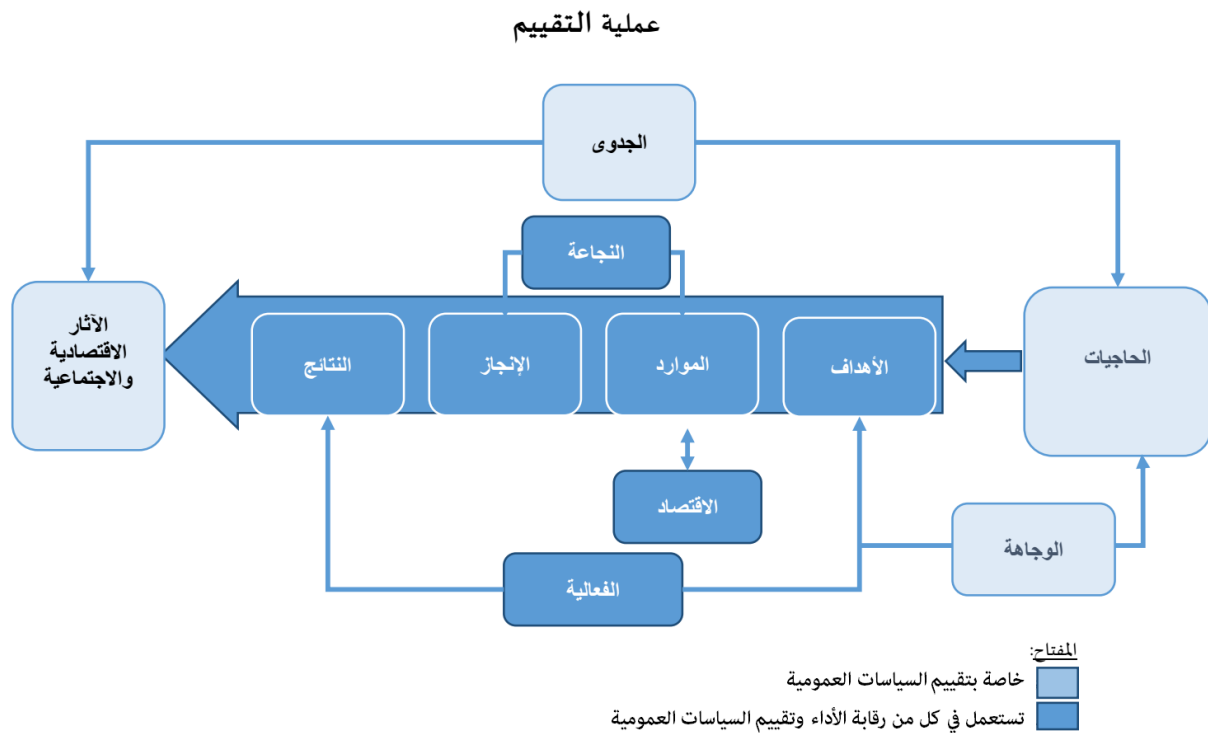 عملية التقييم
الجدوى
النجاعة
الحاجيات
الأهداف
الموارد
الإنجاز
النتائج
الآثار
الاقتصادية
والاجتماعية
الاقتصاد
الوجاهة
الفعالية
المفتاح:
خاصة بتقييم السياسات العمومية
تستعمل في كل من رقابة الأداء وتقييم السياسات العمومية